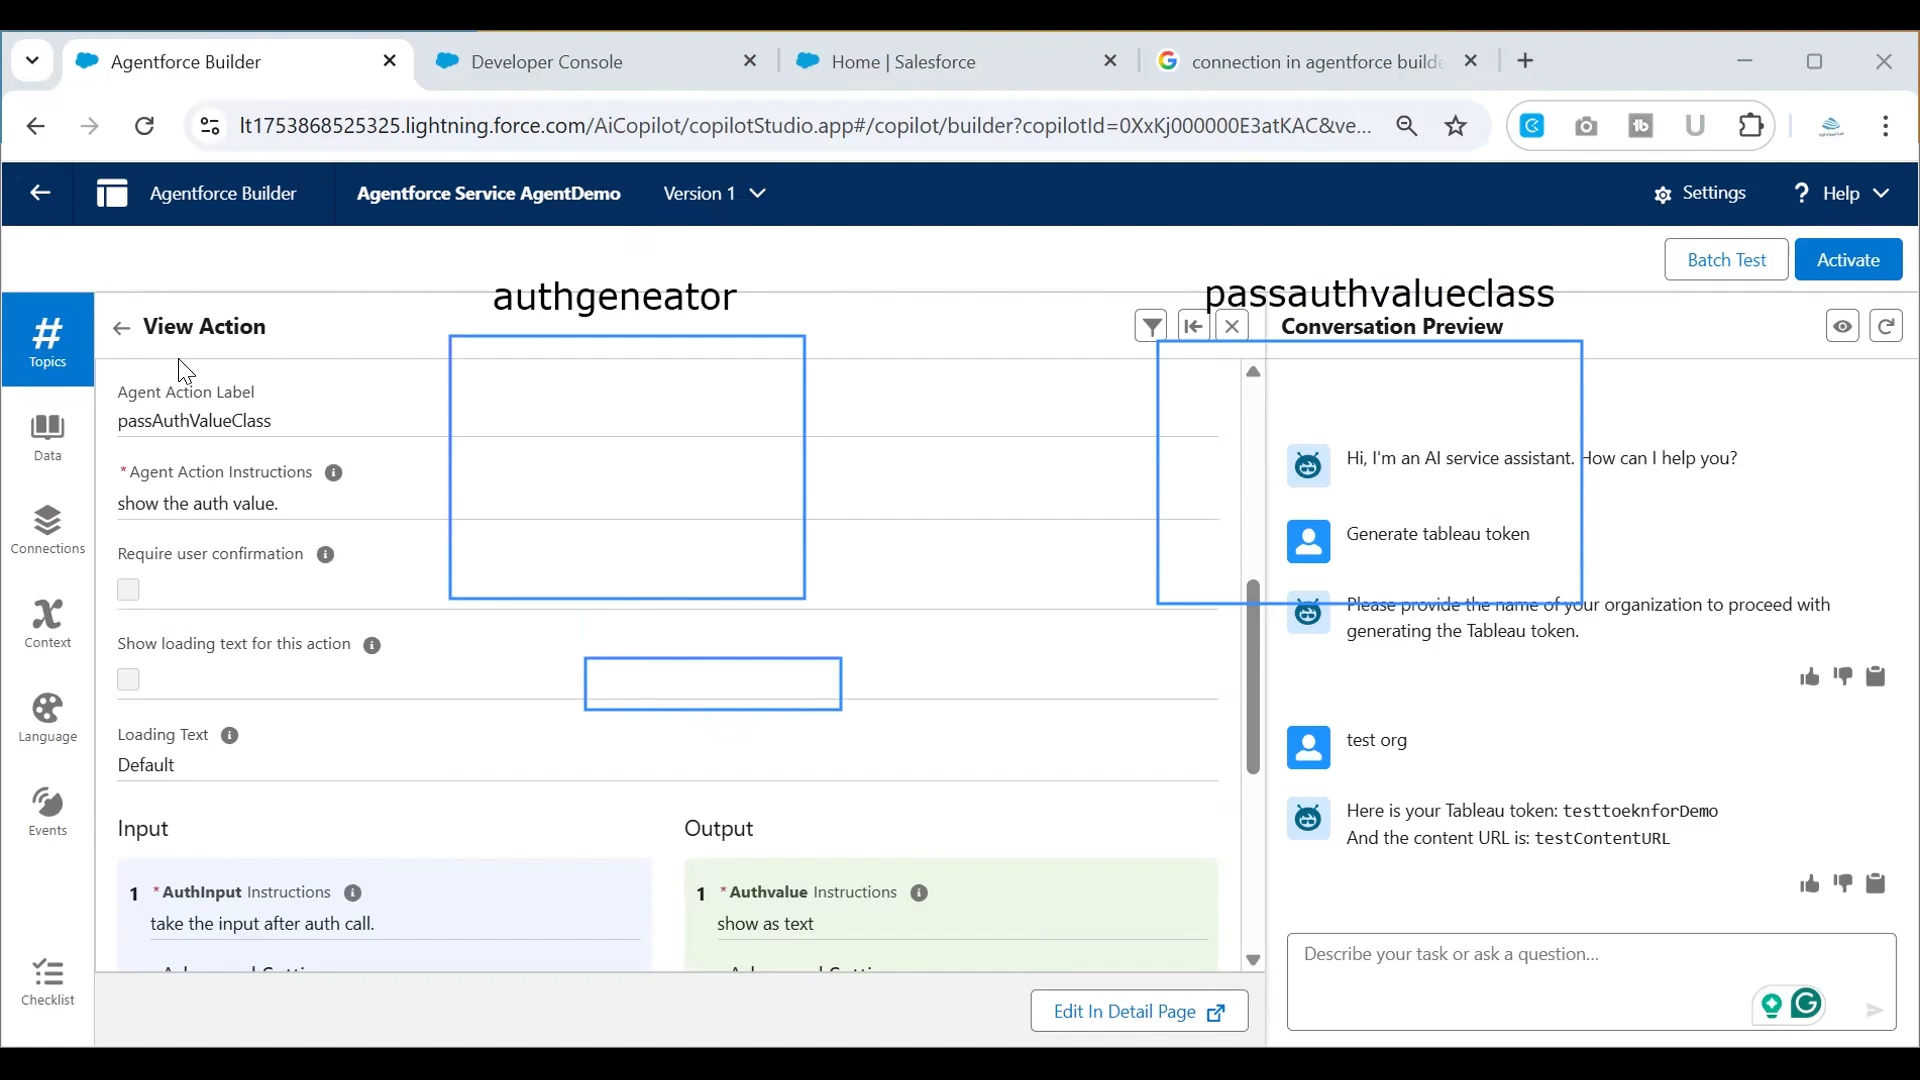 Agentforce Builder
Developer Console
Home | Salesforce
connection in agentforce builde
lt1753868525325.lightning.force.com/AiCopilot/copilotStudio.app#/copilot/builder?copilotId=0XxKj000000E3atKAC&ve...
Agentforce Builder
Agentforce Service AgentDemo
Version 1
Settings
? Help
Batch Test
Activate
authgeneator
passauthvalueclass
Topics
Data
Connections
Context
Language
Events
Checklist
View Action
Agent Action Label
passAuthValueClass
* Agent Action Instructions
show the auth value.
Require user confirmation
Show loading text for this action
Loading Text
Default
Input
1 * AuthInput Instructions
take the input after auth call.
Output
1 * Authvalue Instructions
show as text
Edit In Detail Page
Conversation Preview
Hi, I'm an AI service assistant. How can I help you?
Generate tableau token
Please provide the name of your organization to proceed with
generating the Tableau token.
test org
Here is your Tableau token: testtoeknforDemo
And the content URL is: testContentURL
Describe your task or ask a question...